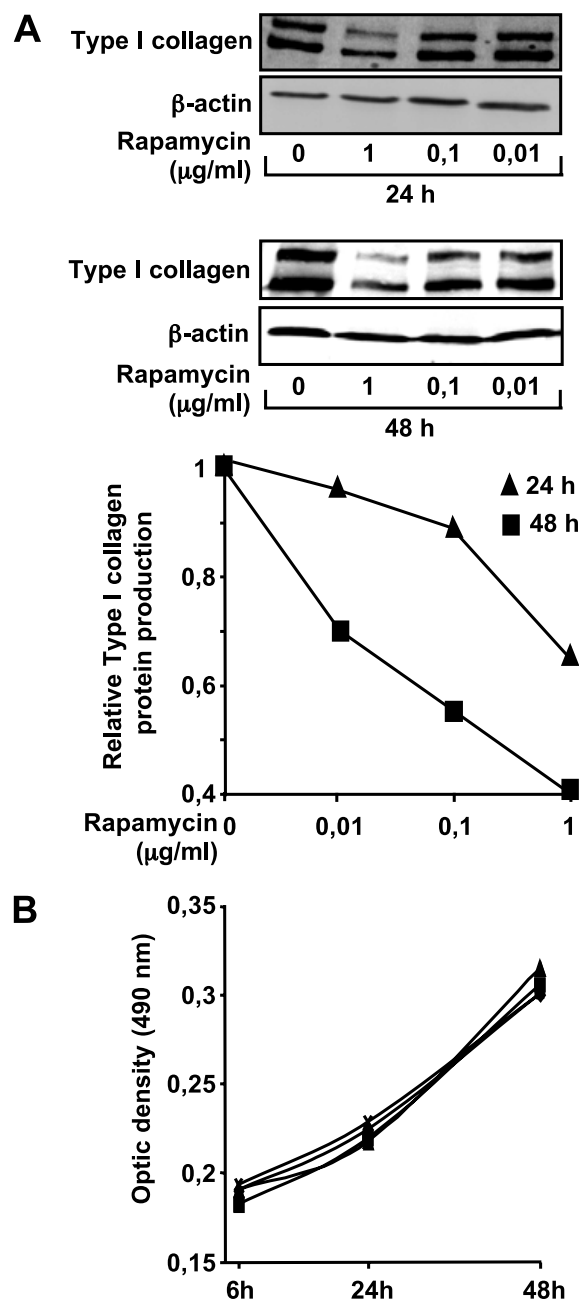 A
Type I collagen
β-actin
Rapamycin
(μg/ml)
0 1 0,1 0,01
24 h
Type I collagen
β-actin
Rapamycin
(μg/ml)
0 1 0,1 0,01
48 h
1
0,8
0,6
0,4
Relative Type I collagen
protein production
24 h
48 h
Rapamycin
(μg/ml)
0 0,01 0,1 1
B
0,35
0,3
0,25
0,2
0,15
Optic density (490 nm)
6h 24h 48h